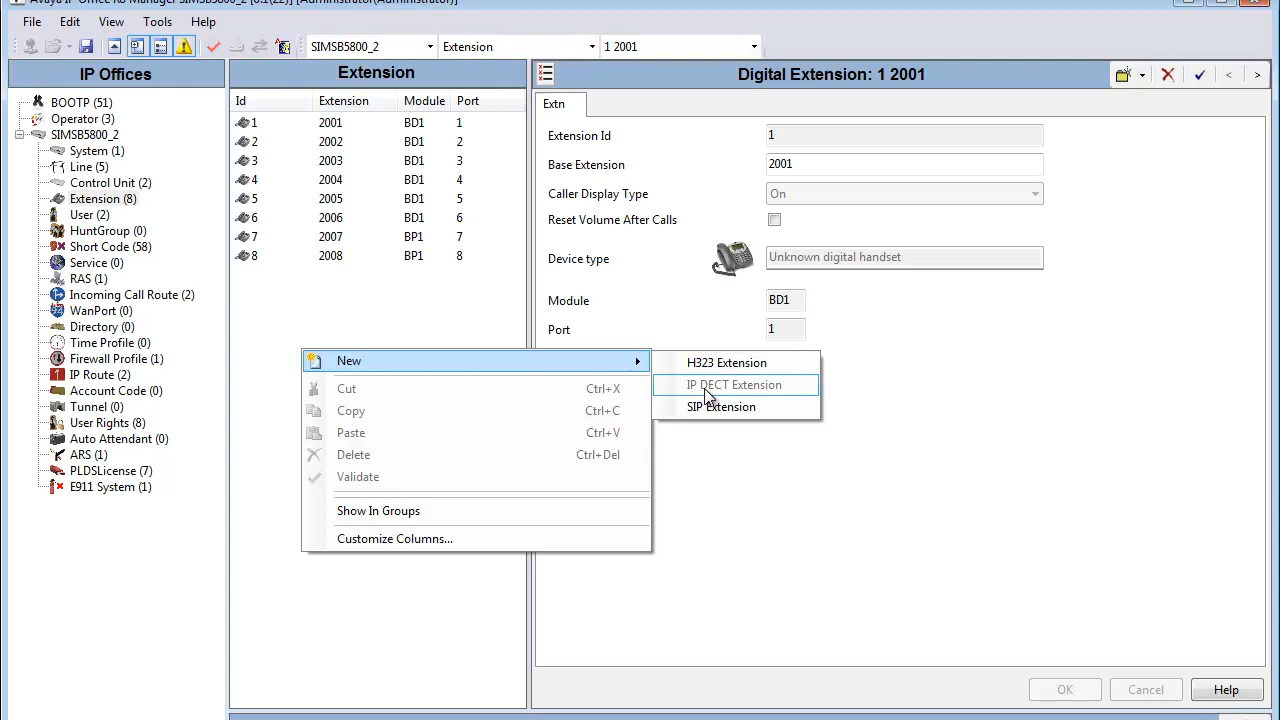 Avaya IP Office R8 Manager SIMSB5800_2 [8.1(22)] [Administrator(Administrator)]
File Edit View Tools Help
SIMSB5800_2 Extension 1 2001
IP Offices
BOOTP (51)
Operator (3)
SIMSB5800_2
System (1)
Line (5)
Control Unit (2)
Extension (8)
User (2)
HuntGroup (0)
Short Code (58)
Service (0)
RAS (1)
Incoming Call Route (2)
WanPort (0)
Directory (0)
Time Profile (0)
Firewall Profile (1)
IP Route (2)
Account Code (0)
Tunnel (0)
User Rights (8)
Auto Attendant (0)
ARS (1)
PLDSLicense (7)
E911 System (1)
Extension
Id Extension Module Port
1 2001 BD1 1
2 2002 BD1 2
3 2003 BD1 3
4 2004 BD1 4
5 2005 BD1 5
6 2006 BD1 6
7 2007 BP1 7
8 2008 BP1 8
Digital Extension: 1 2001
Extn
Extension Id 1
Base Extension 2001
Caller Display Type On
Reset Volume After Calls
Device type Unknown digital handset
Module BD1
Port 1
New
Cut Ctrl+X
Copy Ctrl+C
Paste Ctrl+V
Delete Ctrl+Del
Validate
Show In Groups
Customize Columns...
H323 Extension
IP DECT Extension
SIP Extension
OK Cancel Help